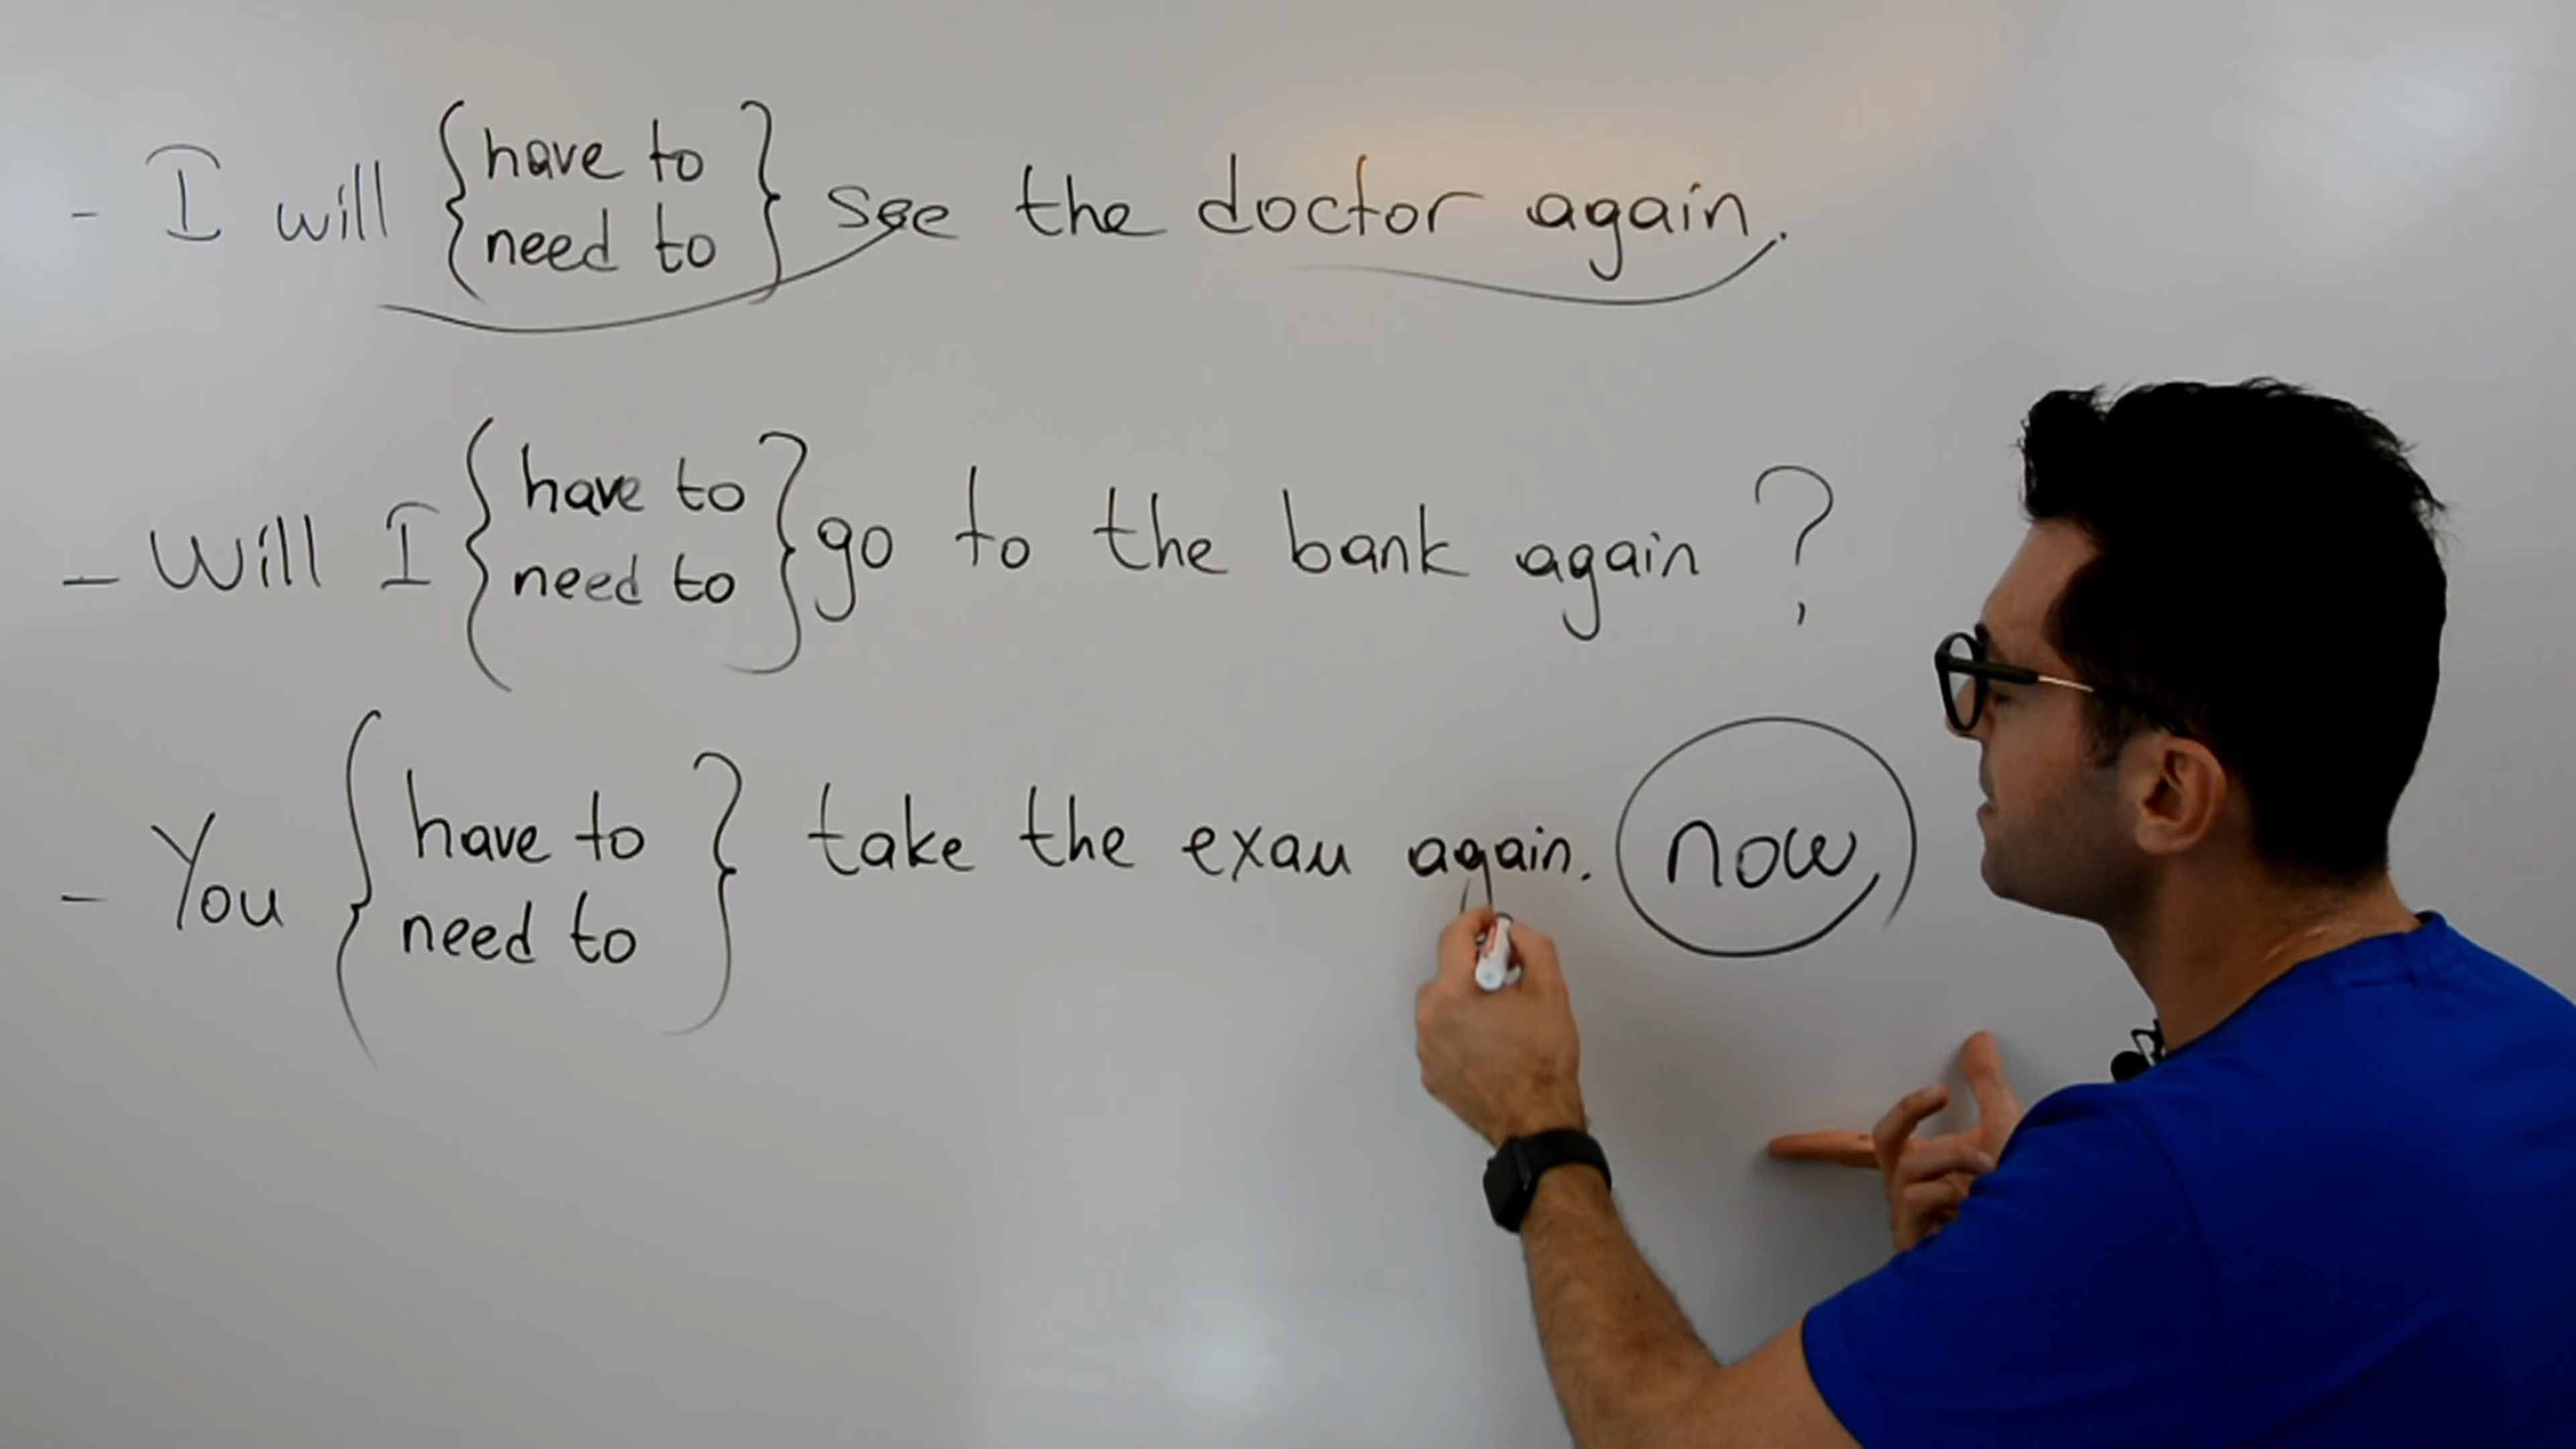 - I will { have to
need to } see the doctor again.
- Will I { have to
need to } go to the bank again ?
- You { have to
need to } take the exam again. now